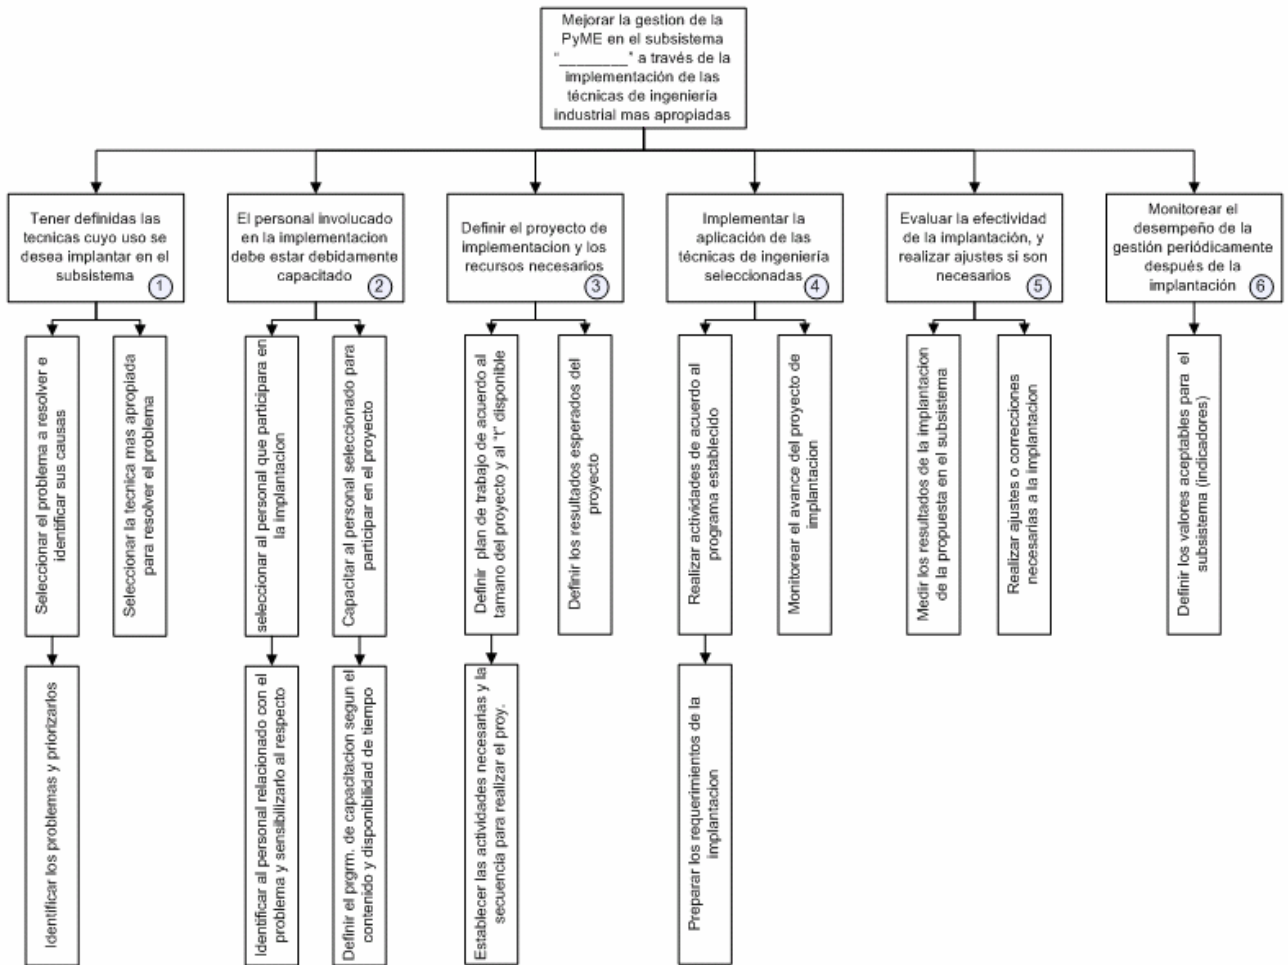 Mejorar la gestion de la
PyME en el subsistema
"________" a través de la
implementación de las
técnicas de ingeniería
industrial mas apropiadas
Tener definidas las
tecnicas cuyo uso se
desea implantar en el
subsistema
1
El personal involucado
en la implementacion
debe estar debidamente
capacitado
2
Definir el proyecto de
implementacion y los
recursos necesarios
3
Implementar la
aplicación de las
técnicas de ingeniería
seleccionadas
4
Evaluar la efectividad
de la implantación, y
realizar ajustes si son
necesarios
5
Monitorear el
desempeño de la
gestión periódicamente
después de la
implantación
6
Seleccionar el problema a resolver e
identificar sus causas
Seleccionar la tecnica mas apropiada
para resolver el problema
seleccionar al personal que participara en
la implantacion
Capacitar al personal seleccionado para
participar en el proyecto
Definir plan de trabajo de acuerdo al
tamano del proyecto y al "t" disponible
Definir los resultados esperados del
proyecto
Realizar actividades de acuerdo al
programa establecido
Monitorear el avance del proyecto de
implantacion
Medir los resultados de la implantacion
de la propuesta en el subsistema
Realizar ajustes o correcciones
necesarias a la implantacion
Definir los valores aceptables para el
subsistema (indicadores)
Identificar los problemas y priorizarlos
Identificar al personal relacionado con el
problema y sensibilizarlo al respecto
Definir el prgrm. de capacitacion segun el
contenido y disponibilidad de tiempo
Establecer las actividades necesarias y la
secuencia para realizar el proy.
Preparar los requerimientos de la
implantacion